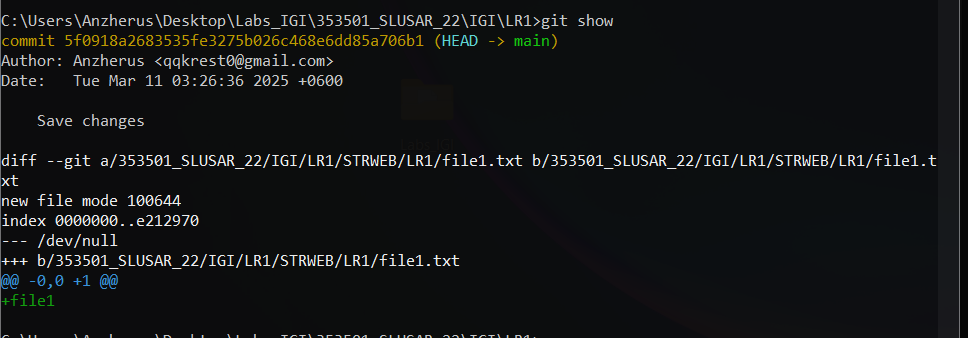 C:\Users\Anzherus\Desktop\Labs_IGI\353501_SLUSAR_22\IGI\LR1>git show
commit 5f0918a2683535fe3275b026c468e6dd85a706b1 (HEAD -> main)
Author: Anzherus <qqkrest0@gmail.com>
Date:   Tue Mar 11 03:26:36 2025 +0600
    Save changes
diff --git a/353501_SLUSAR_22/IGI/LR1/STRWEB/LR1/file1.txt b/353501_SLUSAR_22/IGI/LR1/STRWEB/LR1/file1.t
xt
new file mode 100644
index 0000000..e212970
--- /dev/null
+++ b/353501_SLUSAR_22/IGI/LR1/STRWEB/LR1/file1.txt
@@ -0,0 +1 @@
+file1
C:\Users\Anzherus\Desktop\Labs_IGI\353501_SLUSAR_22\IGI\LR1>